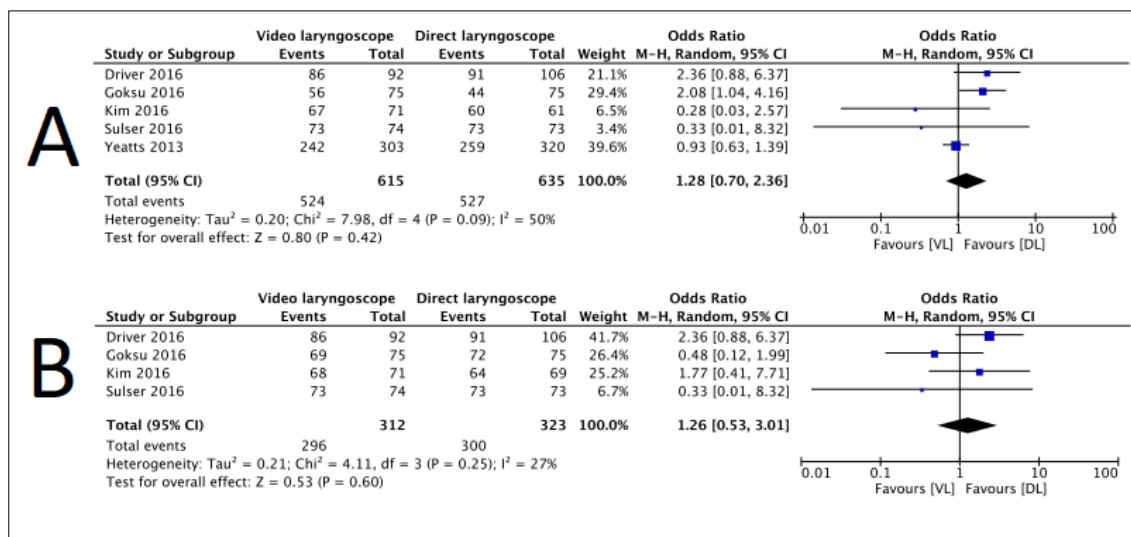 A
Video laryngoscope Direct laryngoscope Odds Ratio Odds Ratio
Study or Subgroup Events Total Events Total Weight M-H, Random, 95% CI M-H, Random, 95% CI
Driver 2016 86 92 91 106 21.1% 2.36 [0.88, 6.37]
Goksu 2016 56 75 44 75 29.4% 2.08 [1.04, 4.16]
Kim 2016 67 71 60 61 6.5% 0.28 [0.03, 2.57]
Sulser 2016 73 74 73 73 3.4% 0.33 [0.01, 8.32]
Yeatts 2013 242 303 259 320 39.6% 0.93 [0.63, 1.39]
Total (95% CI) 615 635 100.0% 1.28 [0.70, 2.36]
Total events 524 527
Heterogeneity: Tau² = 0.20; Chi² = 7.98, df = 4 (P = 0.09); I² = 50%
Test for overall effect: Z = 0.80 (P = 0.42)
0.01 0.1 1 10 100
Favours [VL] Favours [DL]
B
Video laryngoscope Direct laryngoscope Odds Ratio Odds Ratio
Study or Subgroup Events Total Events Total Weight M-H, Random, 95% CI M-H, Random, 95% CI
Driver 2016 86 92 91 106 41.7% 2.36 [0.88, 6.37]
Goksu 2016 69 75 72 75 26.4% 0.48 [0.12, 1.99]
Kim 2016 68 71 64 69 25.2% 1.77 [0.41, 7.71]
Sulser 2016 73 74 73 73 6.7% 0.33 [0.01, 8.32]
Total (95% CI) 312 323 100.0% 1.26 [0.53, 3.01]
Total events 296 300
Heterogeneity: Tau² = 0.21; Chi² = 4.11, df = 3 (P = 0.25); I² = 27%
Test for overall effect: Z = 0.53 (P = 0.60)
0.01 0.1 1 10 100
Favours [VL] Favours [DL]